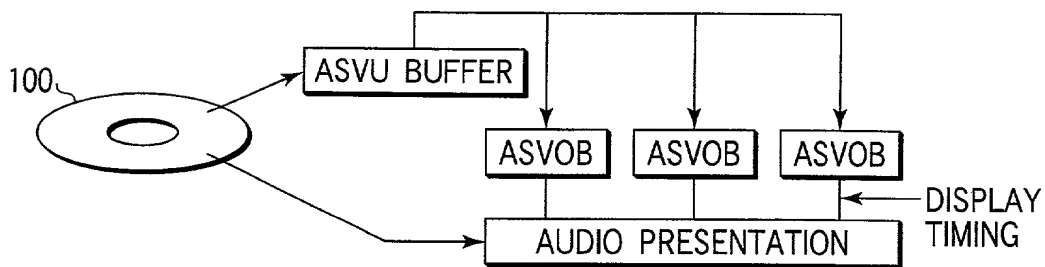 ASVU BUFFER
100
ASVOB
ASVOB
ASVOB
DISPLAY
TIMING
AUDIO PRESENTATION